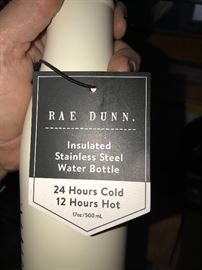 RAE DUNN.
Insulated
Stainless Steel
Water Bottle
24 Hours Cold
12 Hours Hot
17oz/500mL